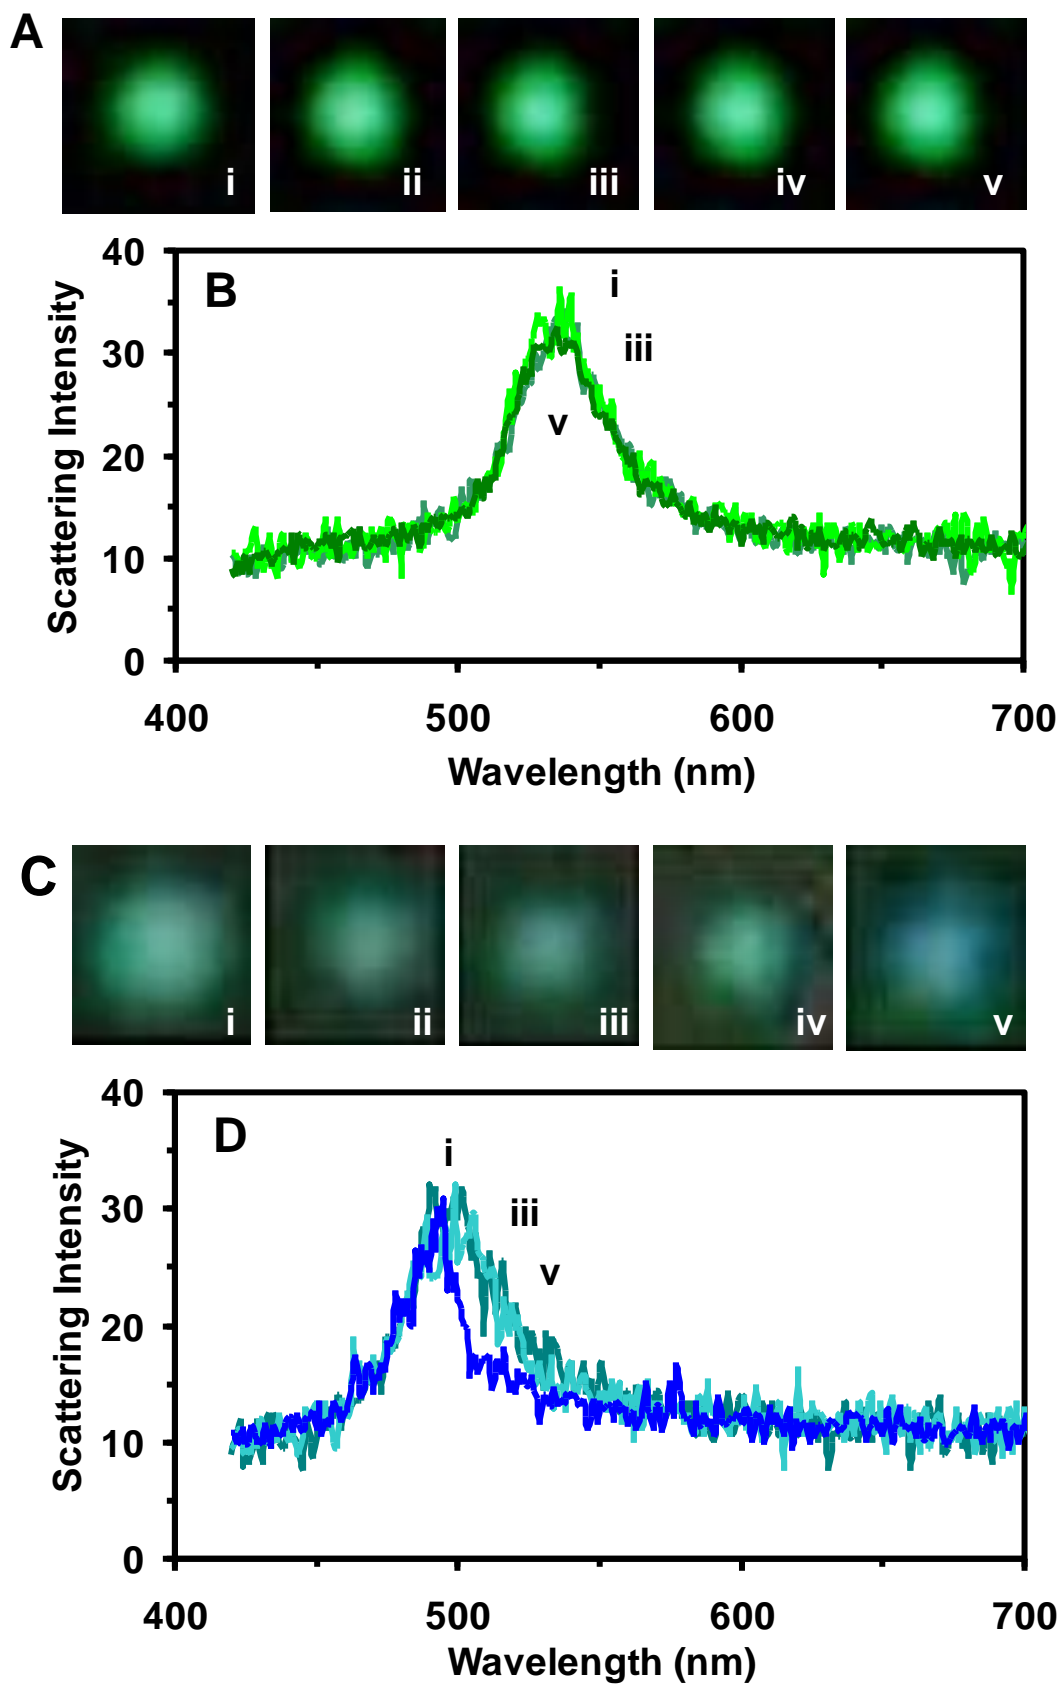 A
i ii iii iv v
B
40
30
20
10
0
Scattering Intensity
i
iii
v
400 500 600 700
Wavelength (nm)
C
i ii iii iv v
D
40
30
20
10
0
Scattering Intensity
i
iii
v
400 500 600 700
Wavelength (nm)